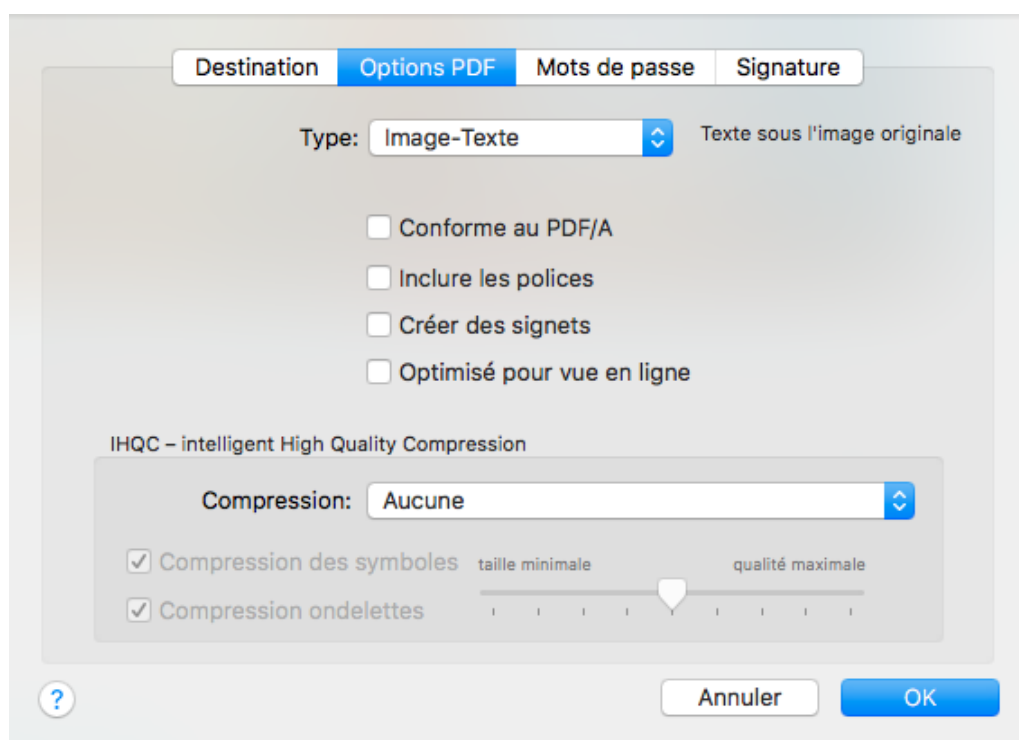 Destination Options PDF Mots de passe Signature
Type: Image-Texte Texte sous l'image originale
Conforme au PDF/A
Inclure les polices
Créer des signets
Optimisé pour vue en ligne
IHQC – intelligent High Quality Compression
Compression: Aucune
Compression des symboles taille minimale qualité maximale
Compression ondelettes
? Annuler OK